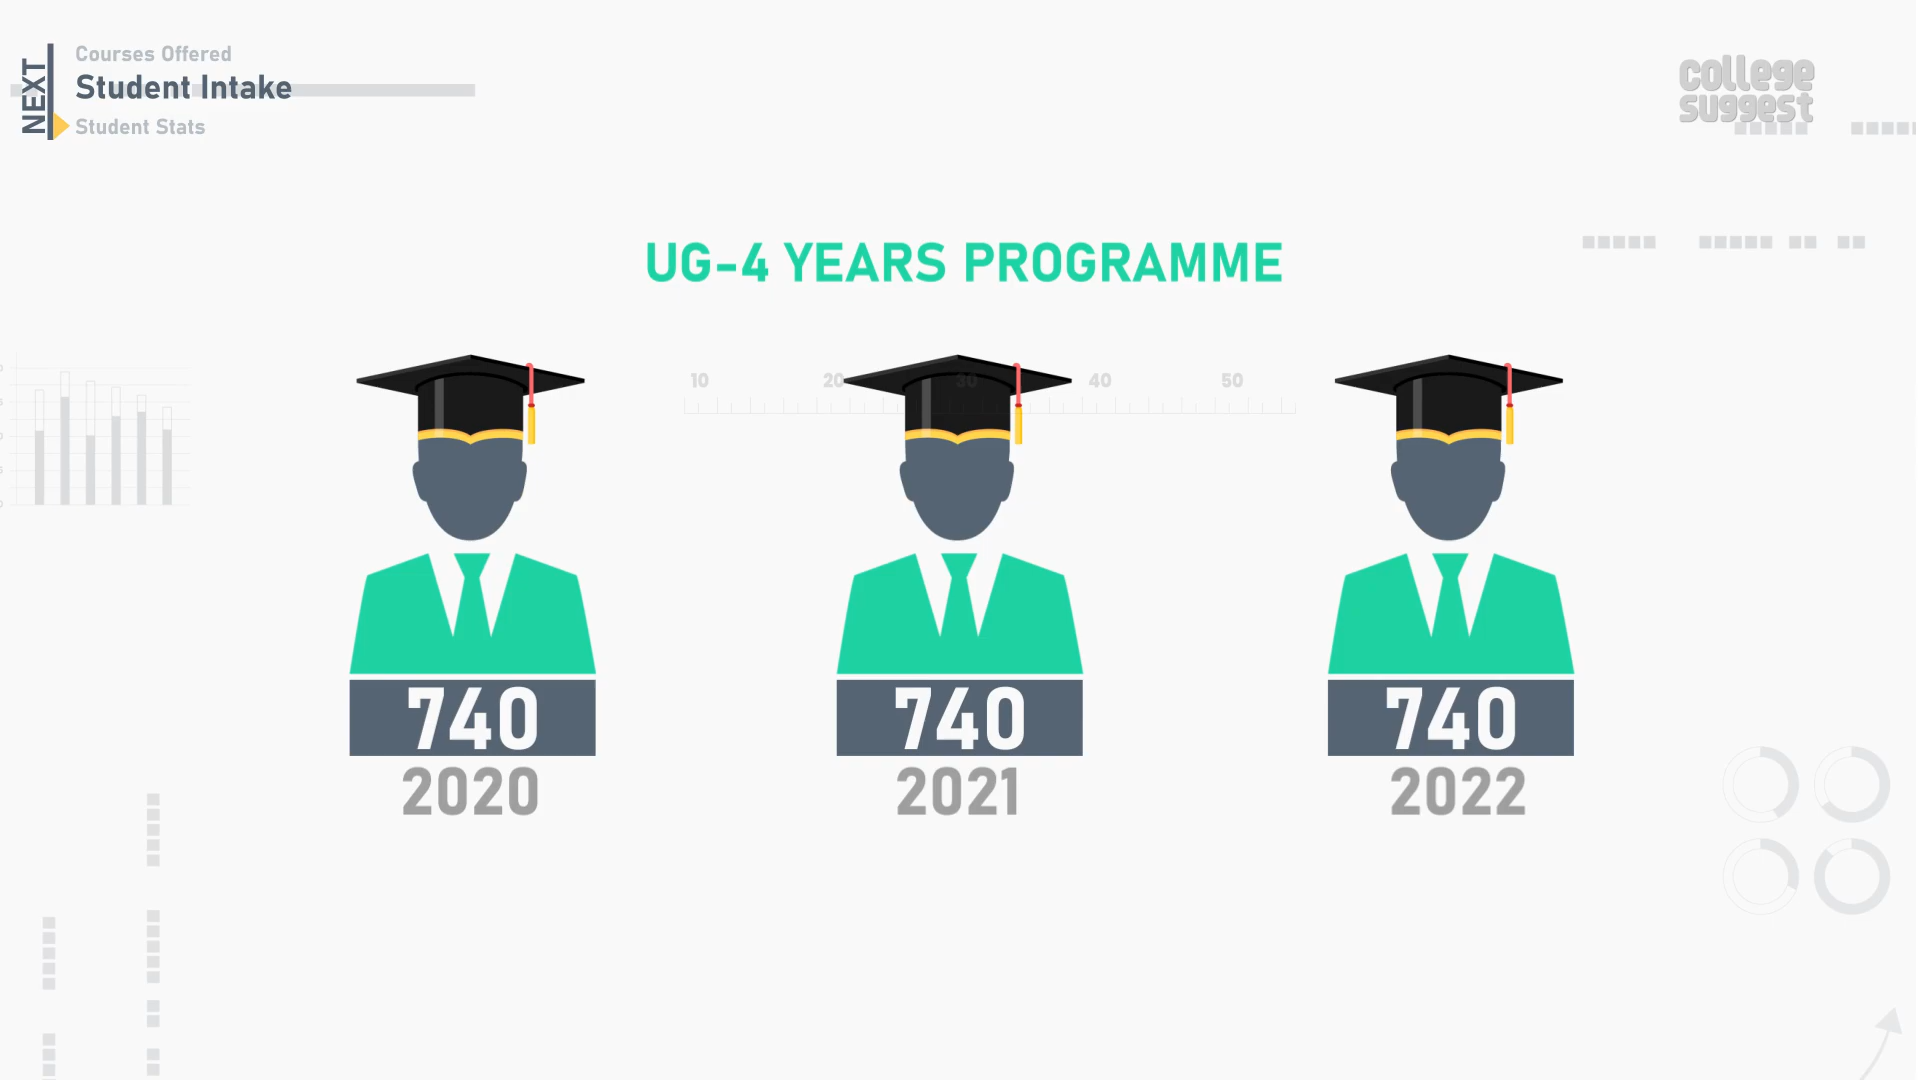 NEXT
Courses Offered
Student Intake
Student Stats
college
suggest
UG-4 YEARS PROGRAMME
10 20 30 40 50
740 740 740
2020 2021 2022